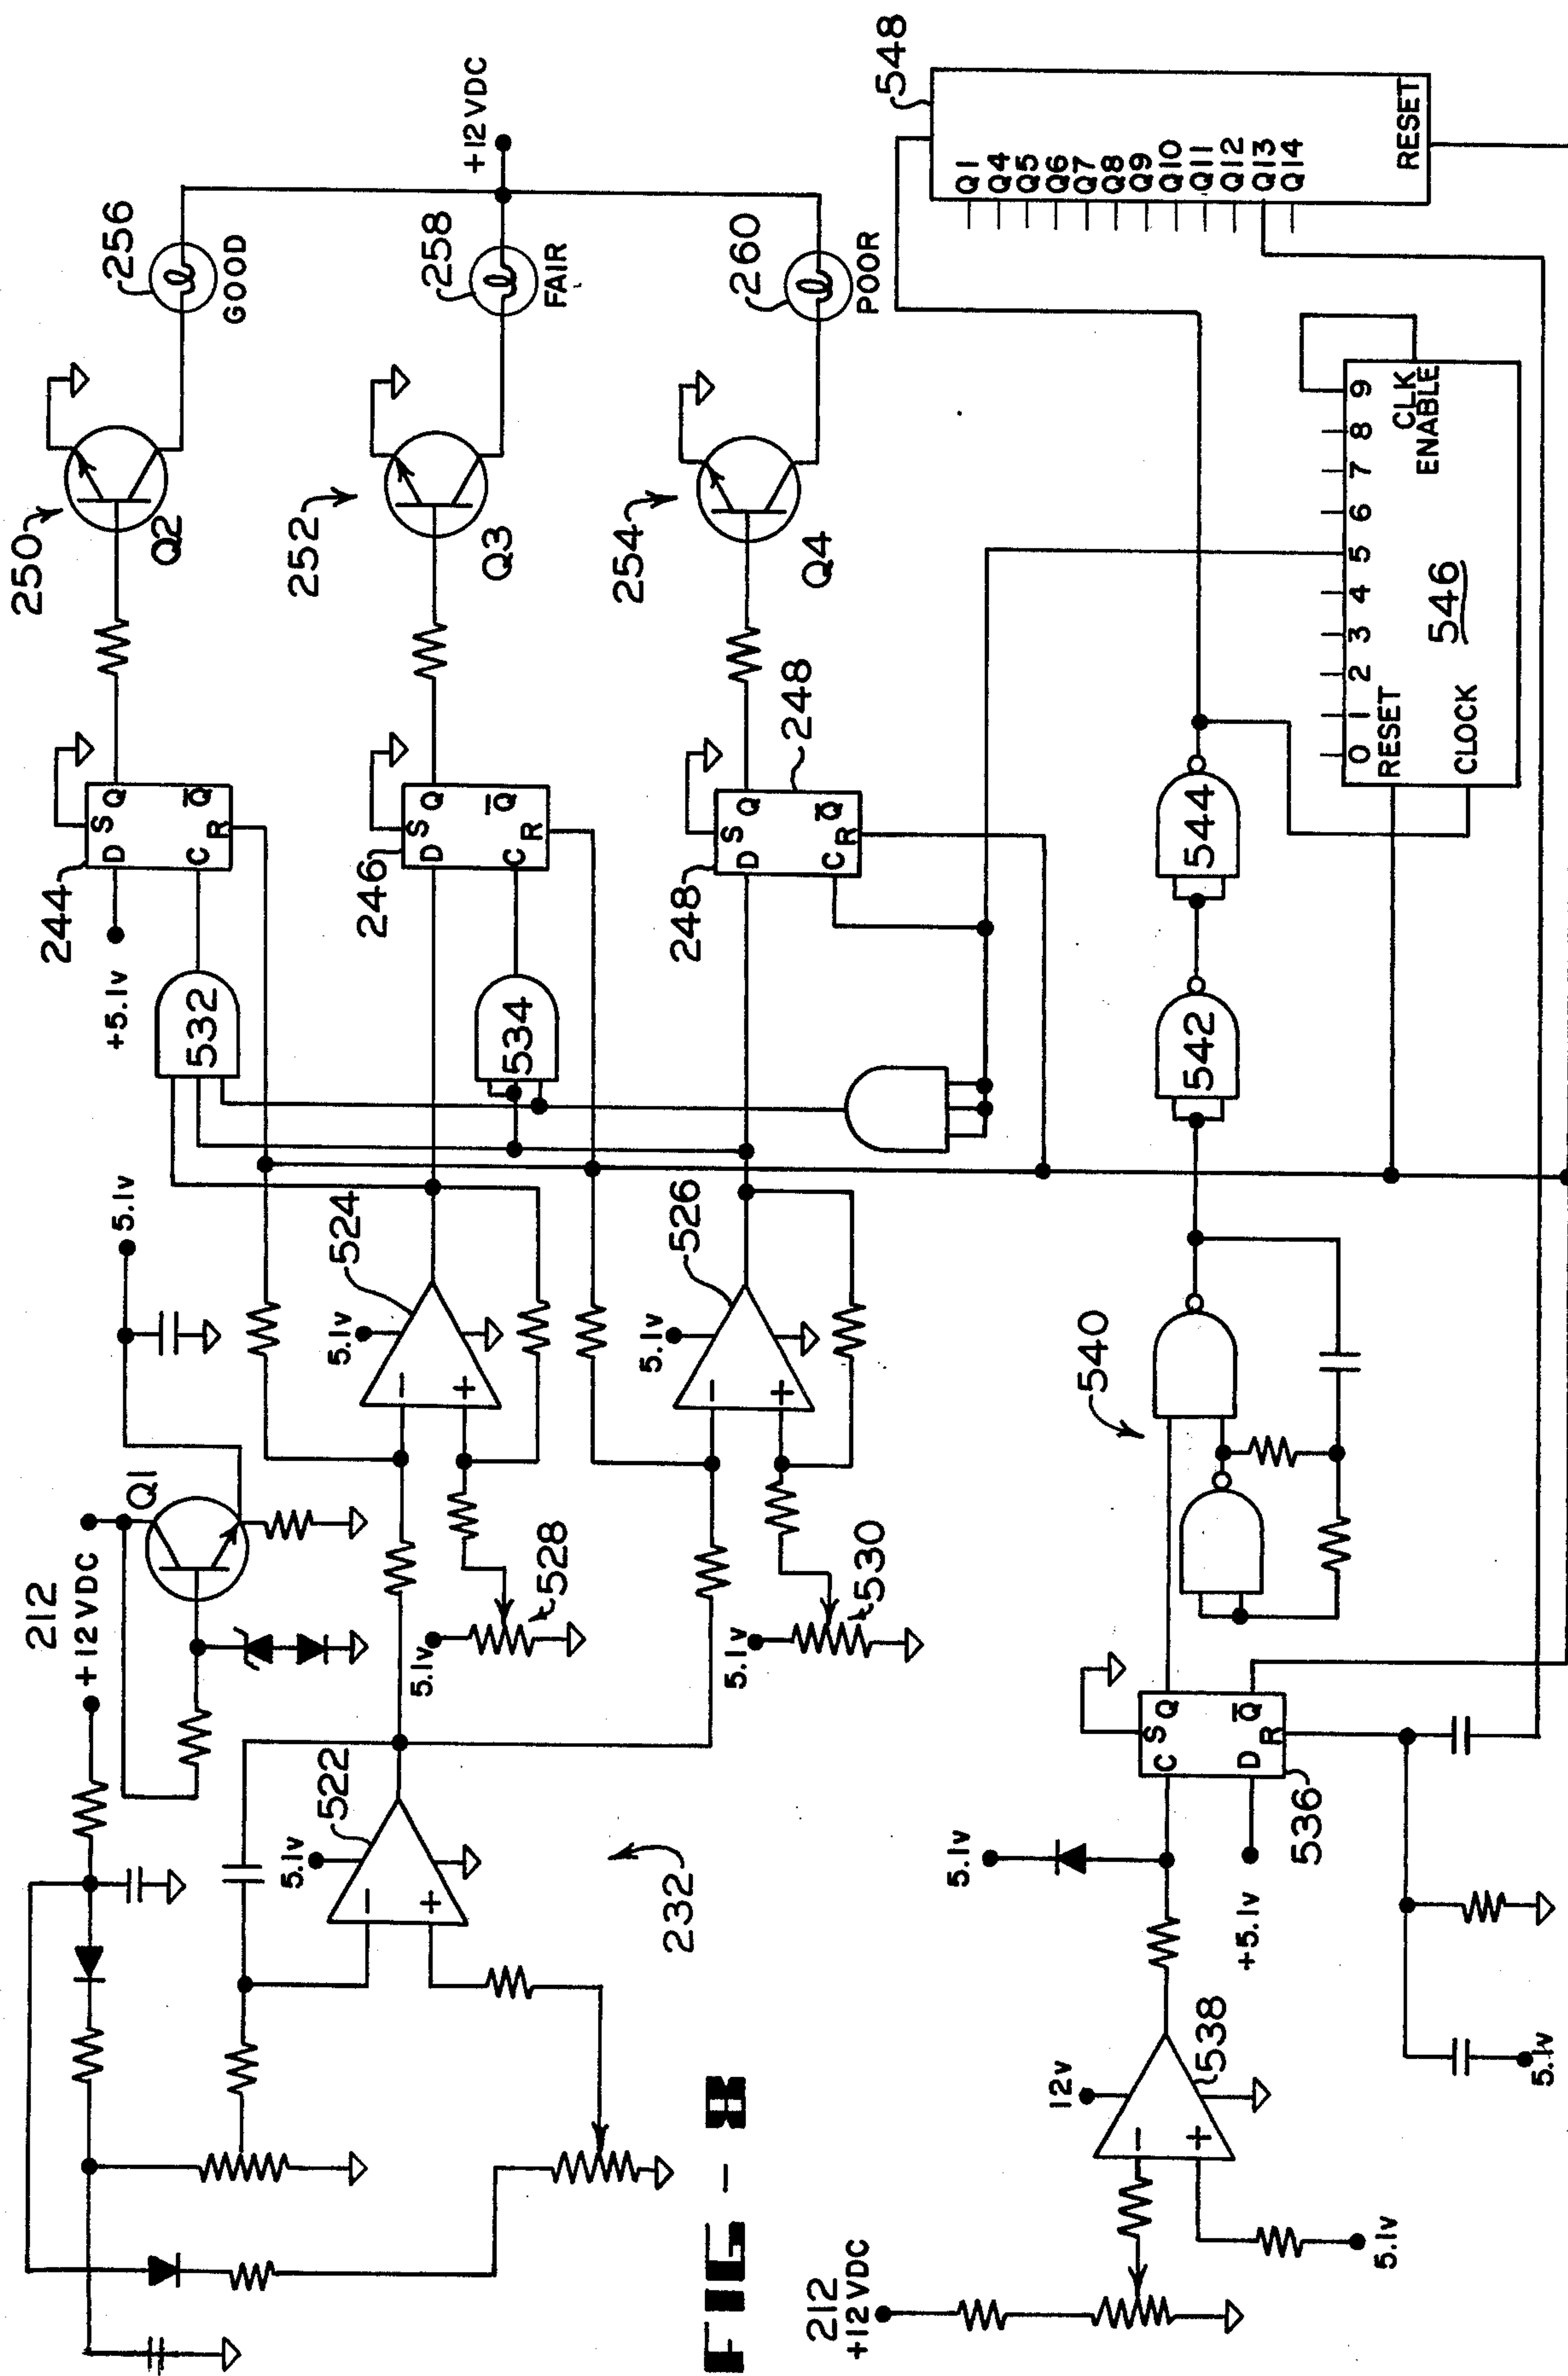 212
+12VDC
Q1
5.1v
5.1v
522
-
+
232
5.1v
528
5.1v
530
5.1v
524
-
+
5.1v
526
-
+
+5.1v
244
D
S
Q
C
Q̅
R
532
246
D
S
Q
C
Q̅
R
534
248
D
S
Q
C
Q̅
R
248
250
Q2
252
Q3
254
Q4
256
GOOD
258
FAIR
260
POOR
+12VDC
FIG-8
212
+12VDC
12v
538
-
+
5.1v
5.1v
C
S
Q
D
Q̅
R
+5.1v
536
5.1v
540
542
544
0
1
2
3
4
5
6
7
8
9
RESET
CLOCK
546
CLK
ENABLE
548
Q1
Q4
Q5
Q6
Q7
Q8
Q9
Q10
Q11
Q12
Q13
Q14
RESET